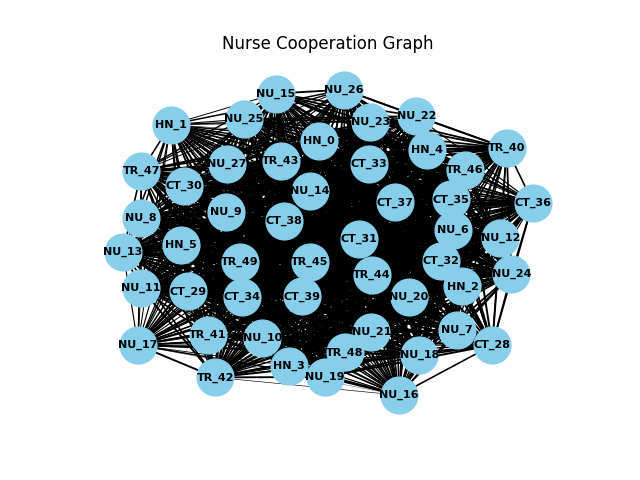 Nurse Cooperation Graph
NU_26
NU_15
NU_22
NU_25
NU_23
HN_1
HN_0
TR_40
HN_4
TR_43
NU_27
CT_33
TR_46
TR_47
CT_30
NU_14
CT_35
CT_37
CT_36
NU_9
NU_8
CT_38
NU_6
NU_12
CT_31
HN_5
NU_13
CT_32
TR_49
TR_45
NU_24
TR_44
HN_2
NU_11
CT_29
CT_34
CT_39
NU_20
NU_7
NU_21
TR_41
NU_10
NU_17
CT_28
TR_48
NU_18
HN_3
NU_19
TR_42
NU_16